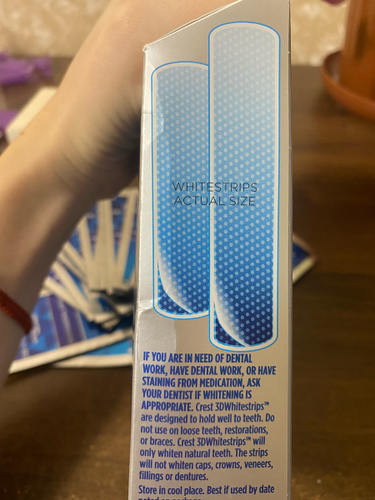 WHITESTRIPS
ACTUAL SIZE
IF YOU ARE IN NEED OF DENTAL
WORK, HAVE DENTAL WORK, OR HAVE
STAINING FROM MEDICATION, ASK
YOUR DENTIST IF WHITENING IS
APPROPRIATE. Crest 3DWhitestrips™
are designed to hold well to teeth. Do
not use on loose teeth, restorations,
or braces. Crest 3DWhitestrips™ will
only whiten natural teeth. The strips
will not whiten caps, crowns, veneers,
fillings or dentures.
Store in cool place. Best if used by date